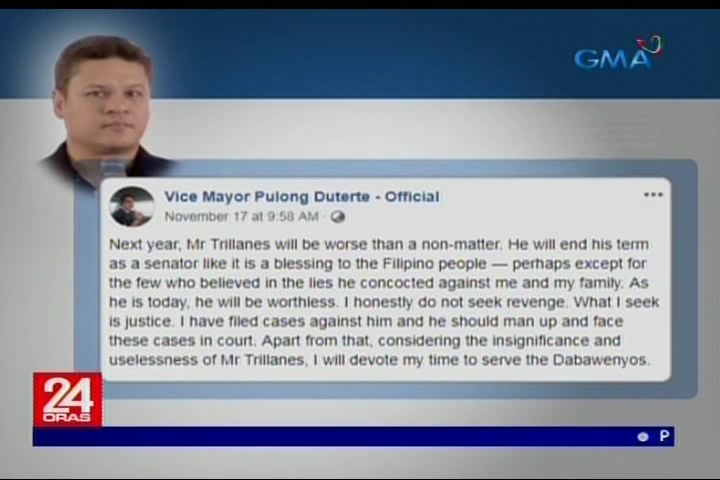 GMA
Vice Mayor Pulong Duterte - Official
November 17 at 9:58 AM ·
Next year, Mr Trillanes will be worse than a non-matter. He will end his term
as a senator like it is a blessing to the Filipino people — perhaps except for
the few who believed in the lies he concocted against me and my family. As
he is today, he will be worthless. I honestly do not seek revenge. What I seek
is justice. I have filed cases against him and he should man up and face
these cases in court. Apart from that, considering the insignificance and
uselessness of Mr Trillanes, I will devote my time to serve the Dabawenyos.
24
ORAS
P